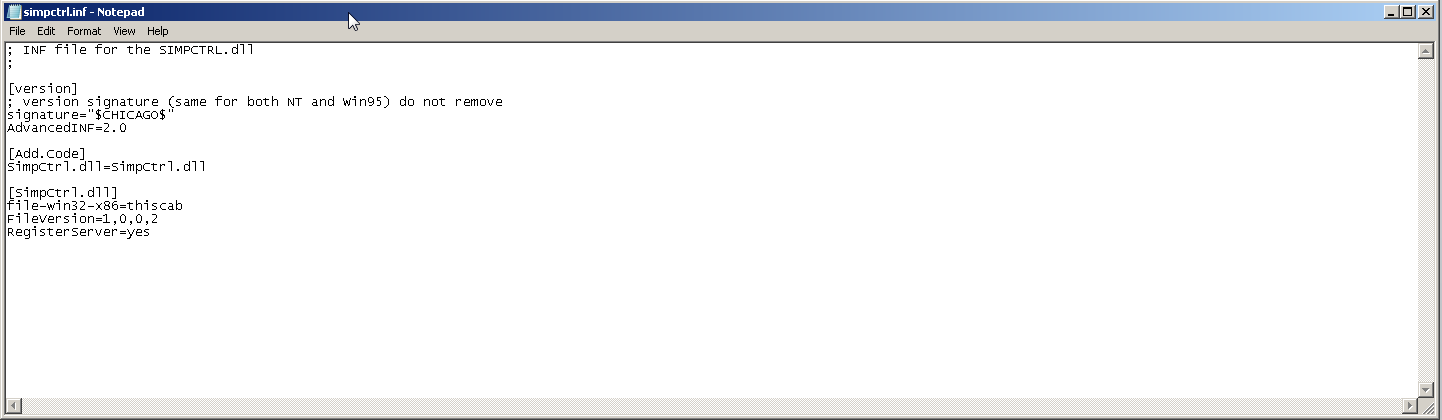 simpctrl.inf - Notepad
File Edit Format View Help
; INF file for the SIMPCTRL.dll
;
[version]
; version signature (same for both NT and Win95) do not remove
signature="$CHICAGO$"
AdvancedINF=2.0
[Add.Code]
SimpCtrl.dll=SimpCtrl.dll
[SimpCtrl.dll]
file-win32-x86=thiscab
FileVersion=1,0,0,2
RegisterServer=yes